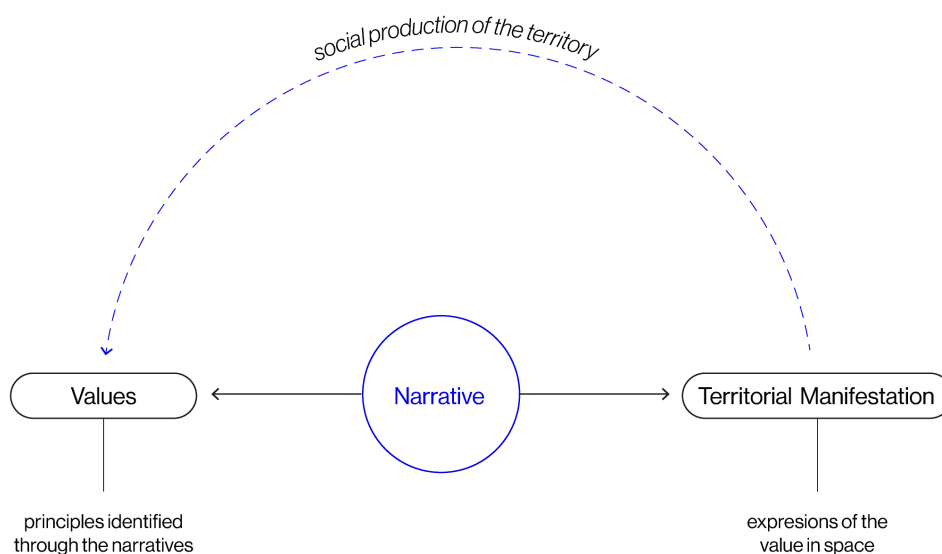 social production of the territory
Values
Narrative
Territorial Manifestation
principles identified
through the narratives
expresions of the
value in space